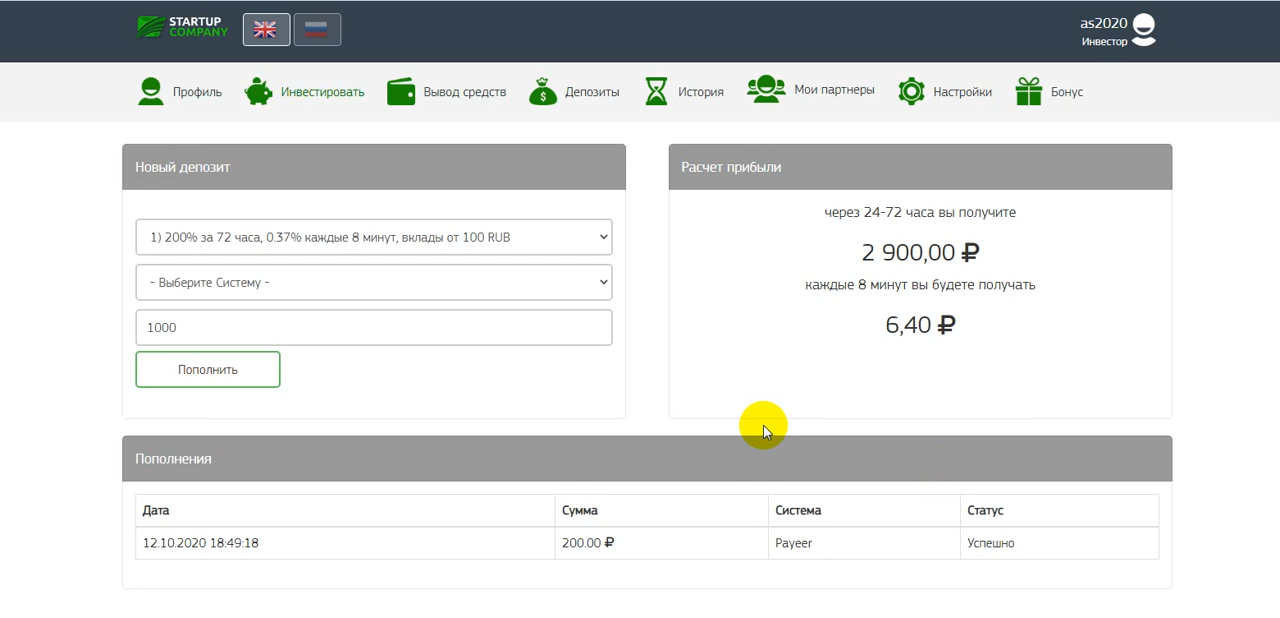 STARTUP
COMPANY
as2020
Инвестор
Профиль
Инвестировать
Вывод средств
$
Депозиты
История
Мои партнеры
Настройки
Бонус
Новый депозит
1) 200% за 72 часа, 0.37% каждые 8 минут, вклады от 100 RUB
- Выберите Систему -
1000
Пополнить
Расчет прибыли
через 24-72 часа вы получите
2 900,00 ₽
каждые 8 минут вы будете получать
6,40 ₽
Пополнения
Дата Сумма Система Статус
12.10.2020 18:49:18 200.00 ₽ Payeer Успешно